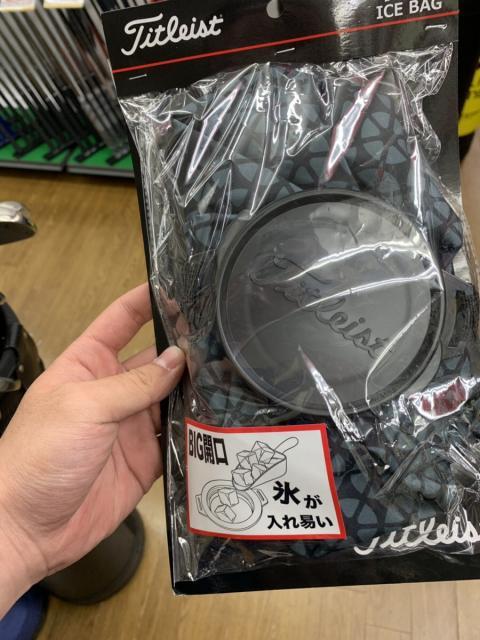 Titleist
ICE BAG
Titleist
BIG開口
氷が
入れ易い
Titleist